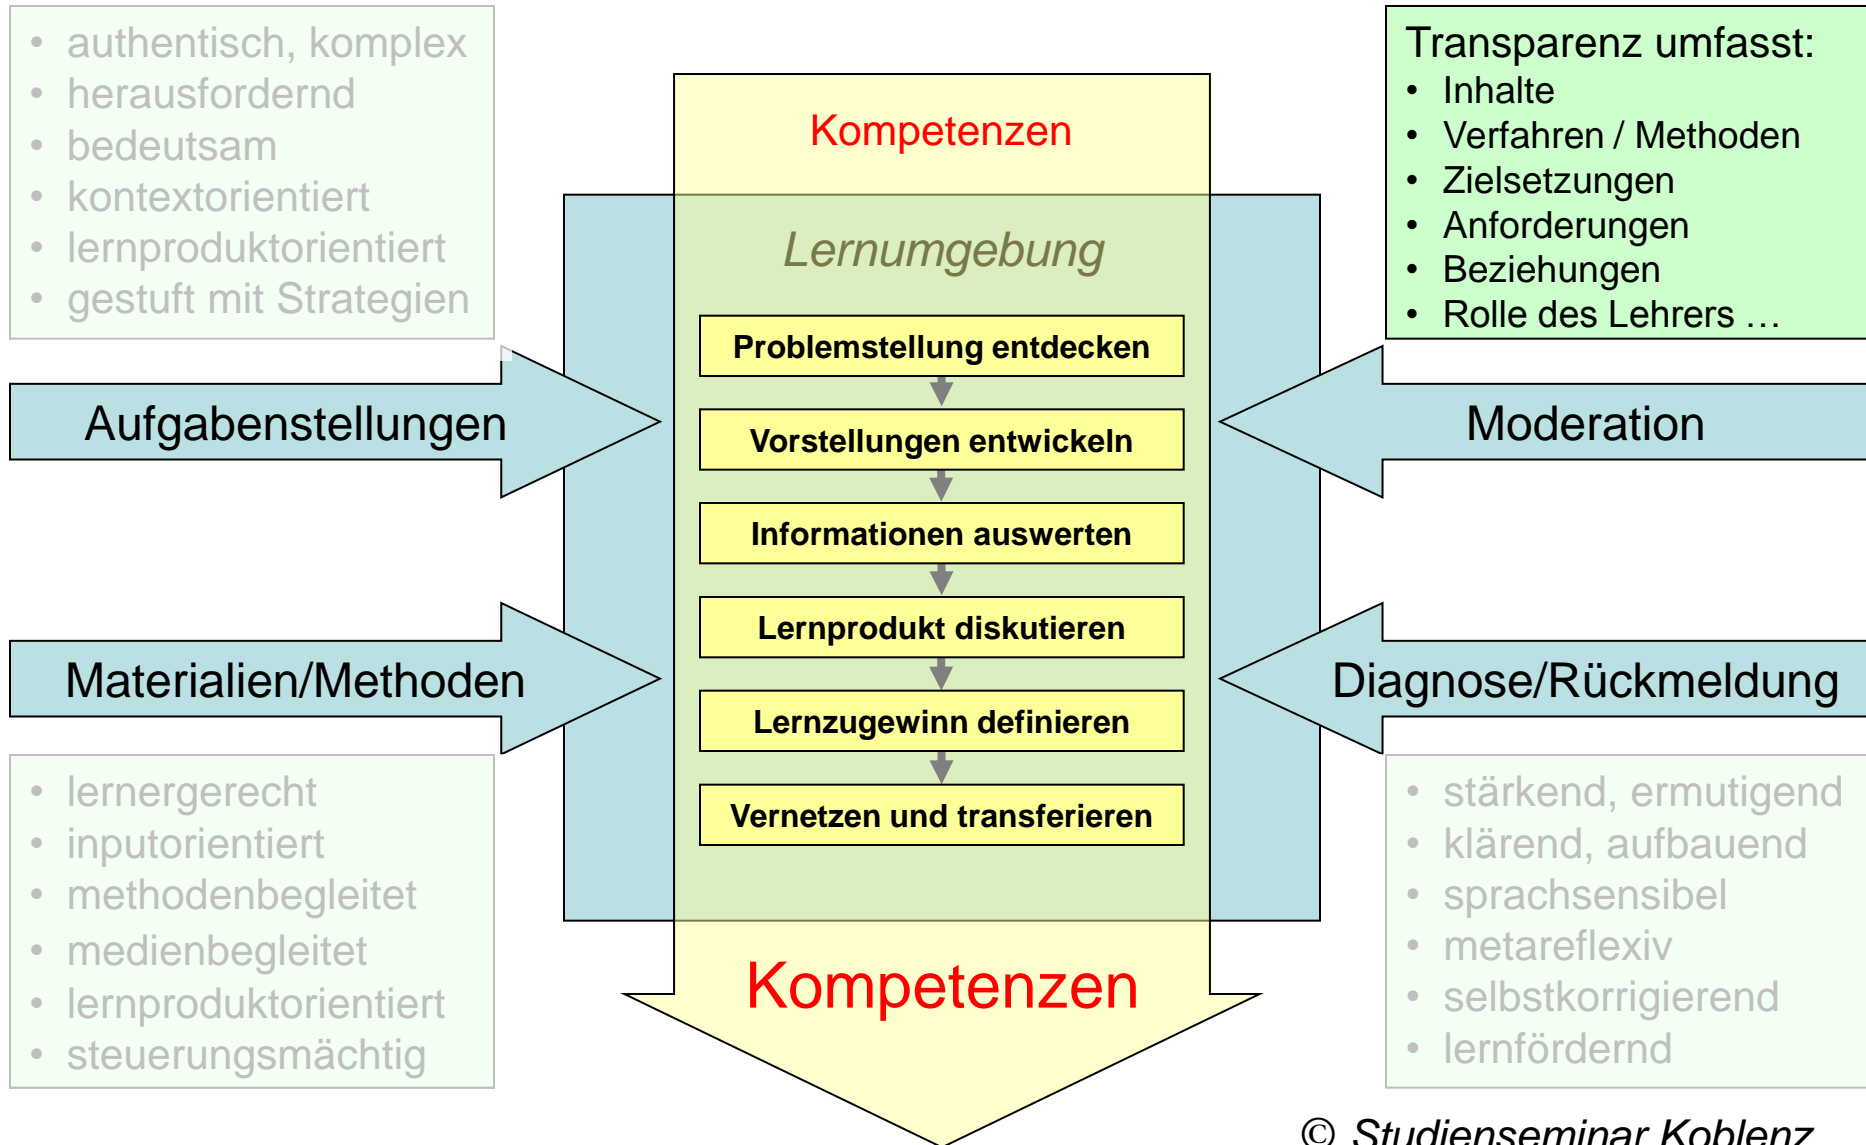 • authentisch, komplex
• herausfordernd
• bedeutsam
• kontextorientiert
• lernproduktorientiert
• gestuft mit Strategien
Aufgabenstellungen
Materialien/Methoden
• lernergerecht
• inputorientiert
• methodenbegleitet
• medienbegleitet
• lernproduktorientiert
• steuerungsmächtig
Kompetenzen
Lernumgebung
Problemstellung entdecken
Vorstellungen entwickeln
Informationen auswerten
Lernprodukt diskutieren
Lernzugewinn definieren
Vernetzen und transferieren
Kompetenzen
Transparenz umfasst:
• Inhalte
• Verfahren / Methoden
• Zielsetzungen
• Anforderungen
• Beziehungen
• Rolle des Lehrers …
Moderation
Diagnose/Rückmeldung
• stärkend, ermutigend
• klärend, aufbauend
• sprachsensibel
• metareflexiv
• selbstkorrigierend
• lernfördernd
© Studienseminar Koblenz